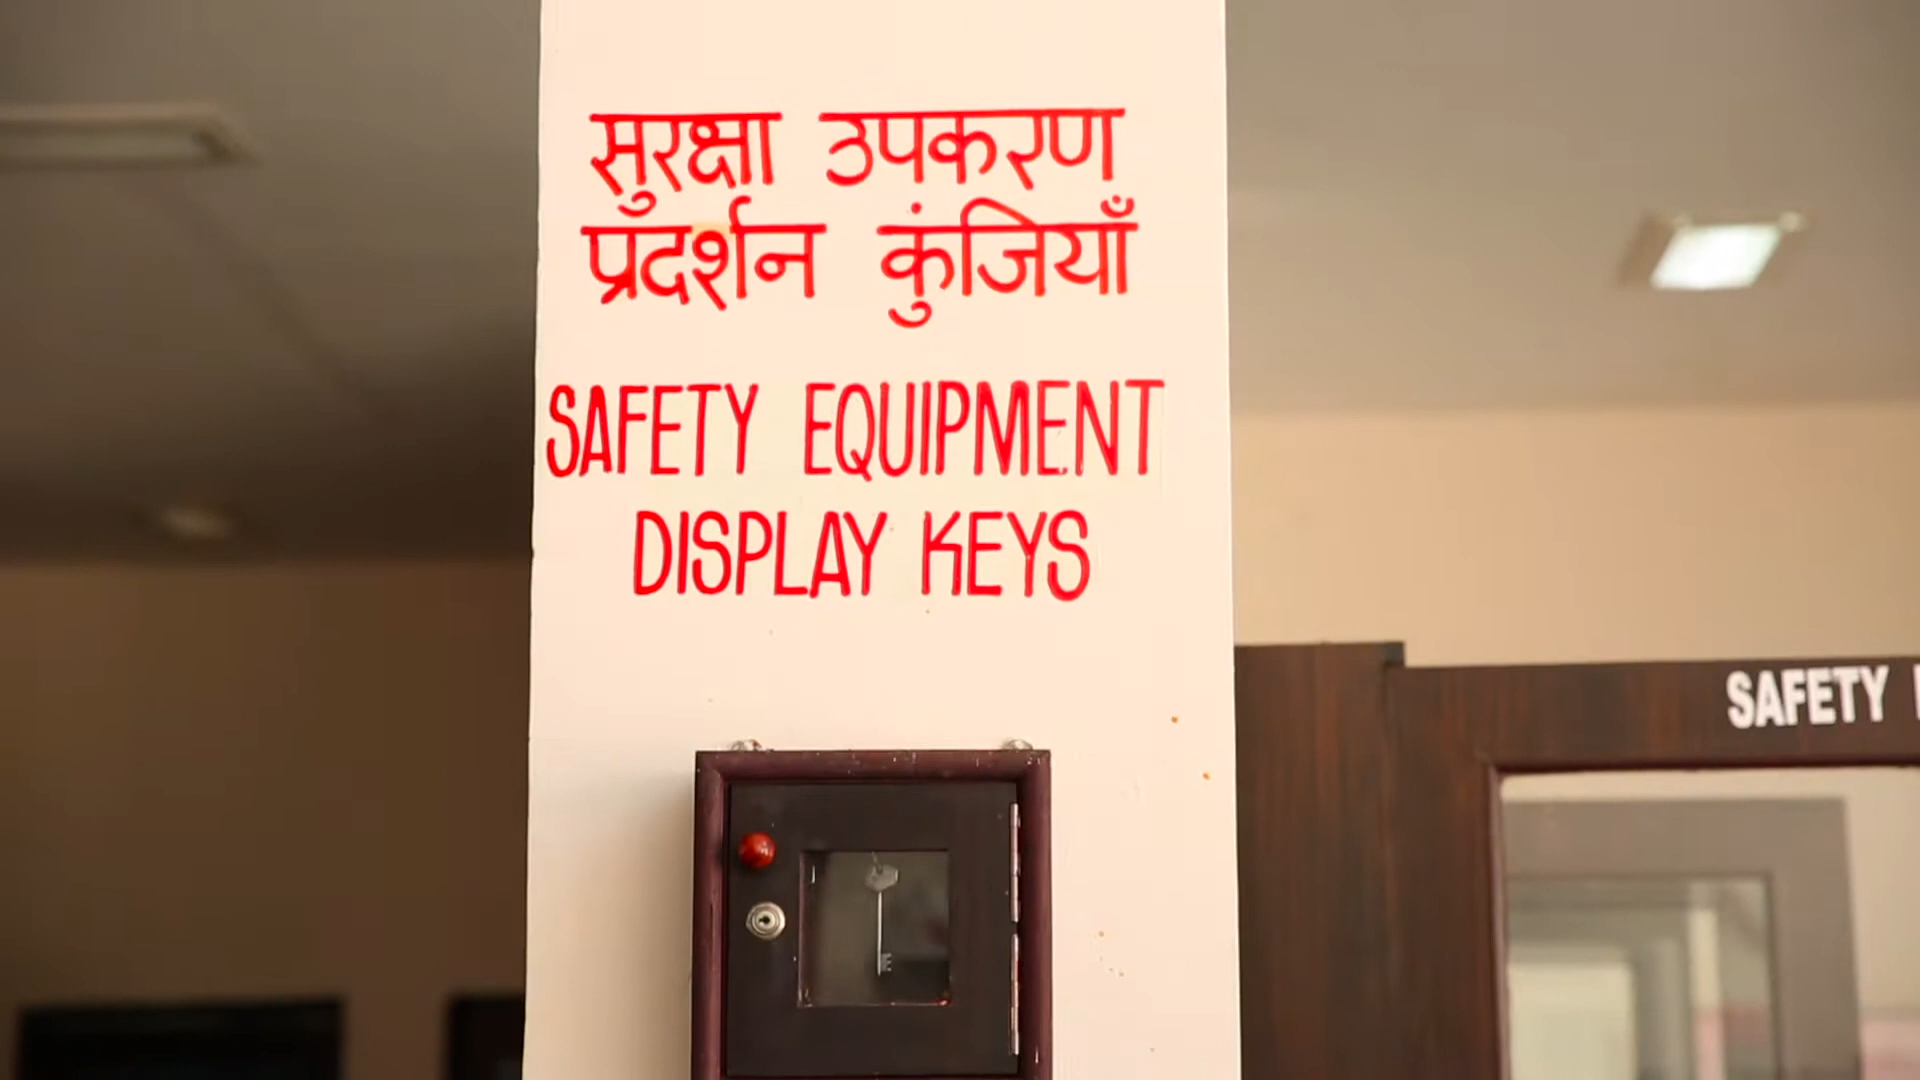 सुरक्षा उपकरण
प्रदर्शन कुंजियाँ
SAFETY EQUIPMENT
DISPLAY KEYS
SAFETY